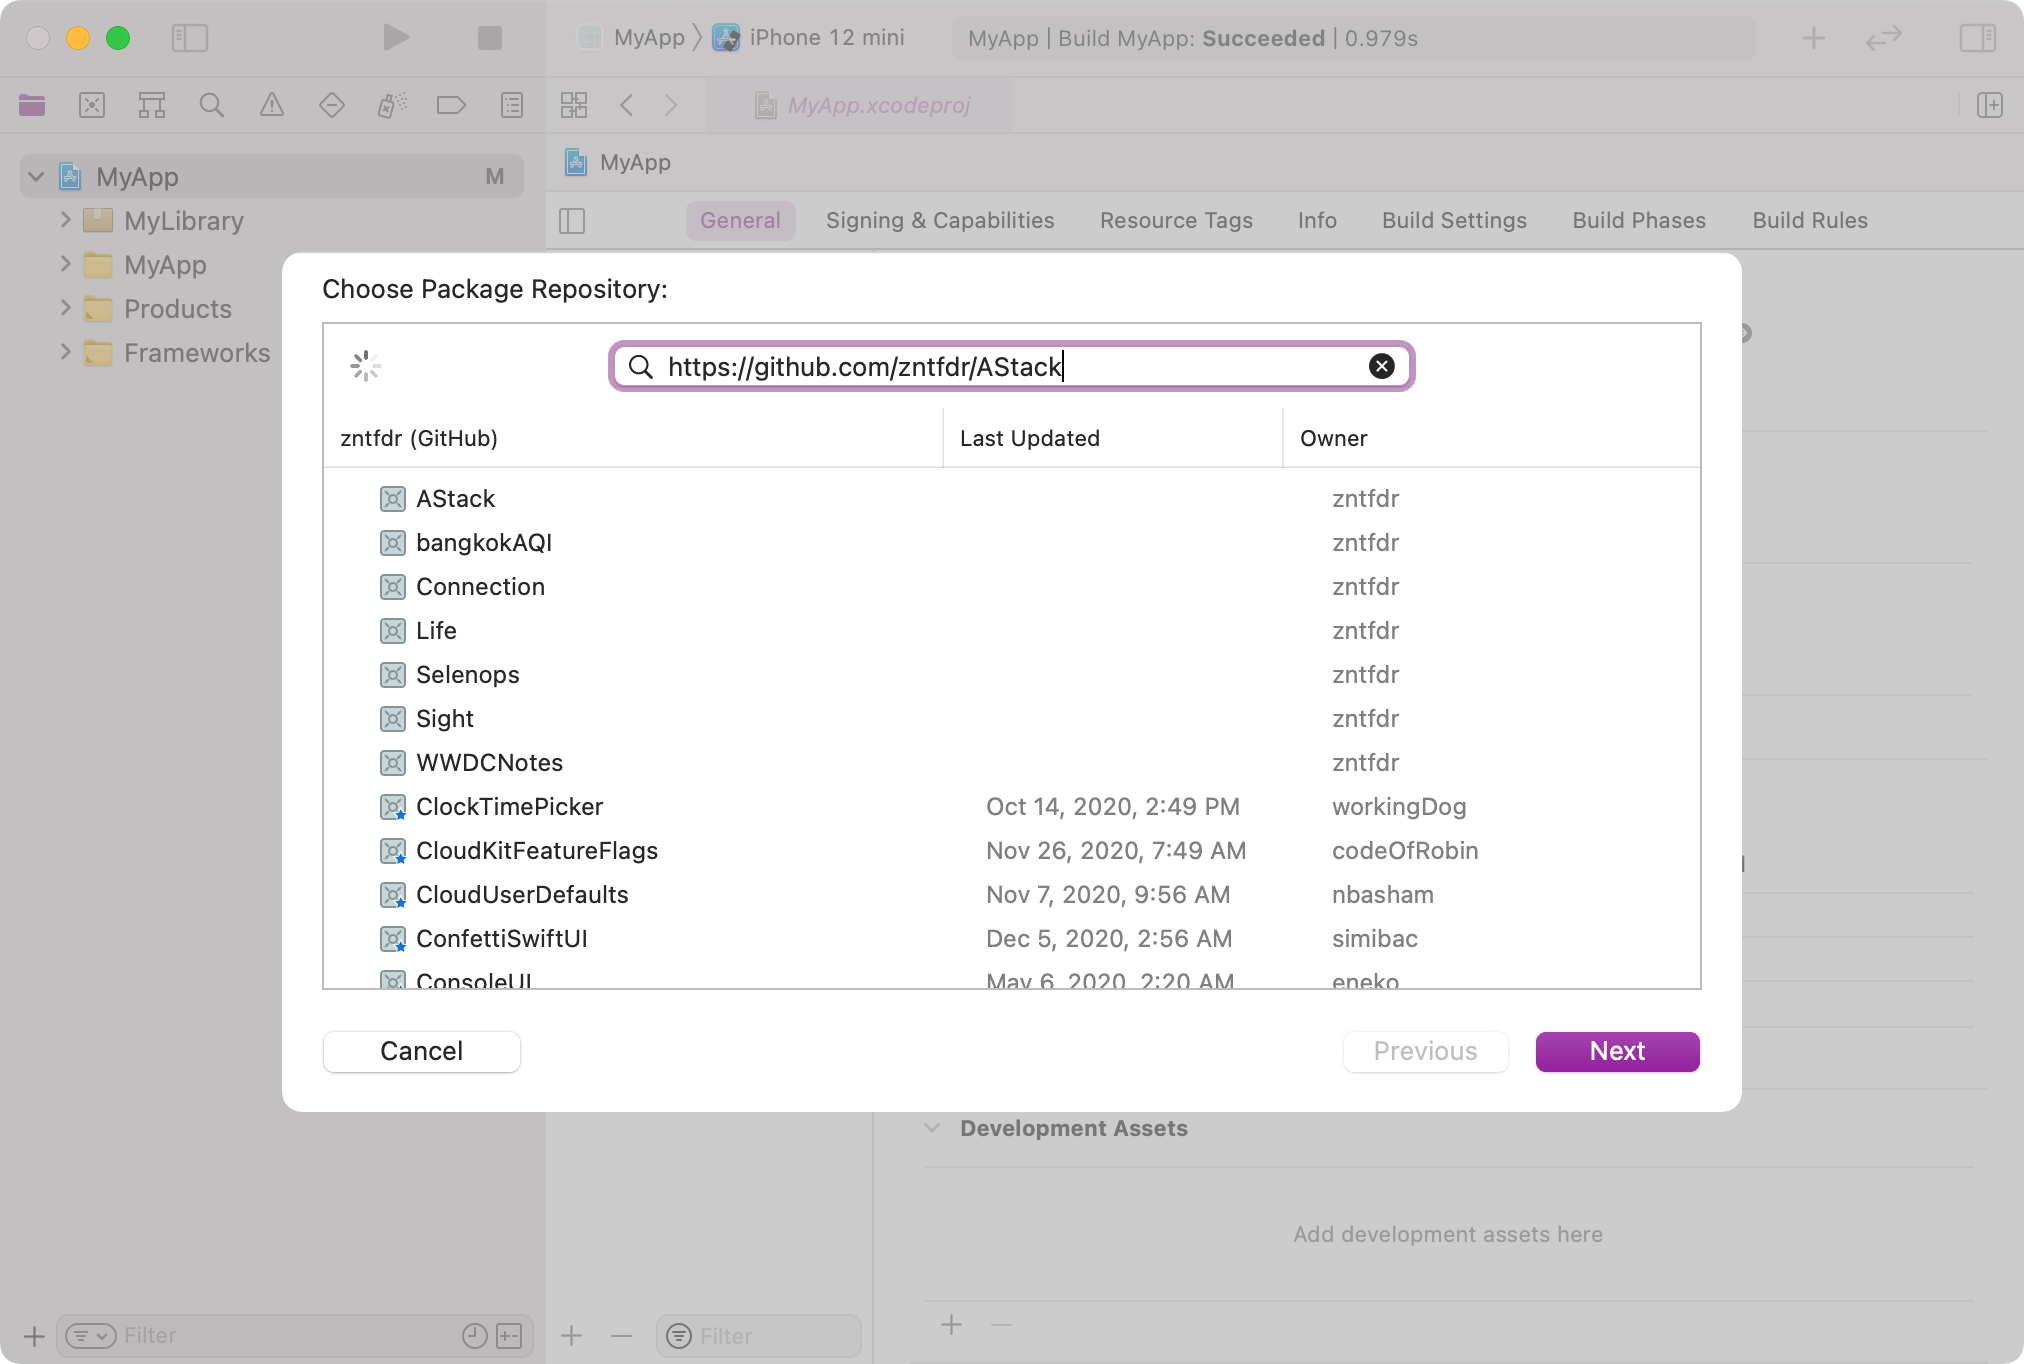 MyApp
iPhone 12 mini
MyApp | Build MyApp: Succeeded | 0.979s
MyApp.xcodeproj
MyApp M
MyApp
MyLibrary
General Signing & Capabilities Resource Tags Info Build Settings Build Phases Build Rules
MyApp
Products
Frameworks
Choose Package Repository:
https://github.com/zntfdr/AStack
zntfdr (GitHub) Last Updated Owner
AStack zntfdr
bangkokAQI zntfdr
Connection zntfdr
Life zntfdr
Selenops zntfdr
Sight zntfdr
WWDCNotes zntfdr
ClockTimePicker Oct 14, 2020, 2:49 PM workingDog
CloudKitFeatureFlags Nov 26, 2020, 7:49 AM codeOfRobin
CloudUserDefaults Nov 7, 2020, 9:56 AM nbasham
ConfettiSwiftUI Dec 5, 2020, 2:56 AM simibac
ConsoleUI May 6, 2020, 2:20 AM eneko
Cancel Previous Next
Development Assets
Add development assets here
Filter
Filter